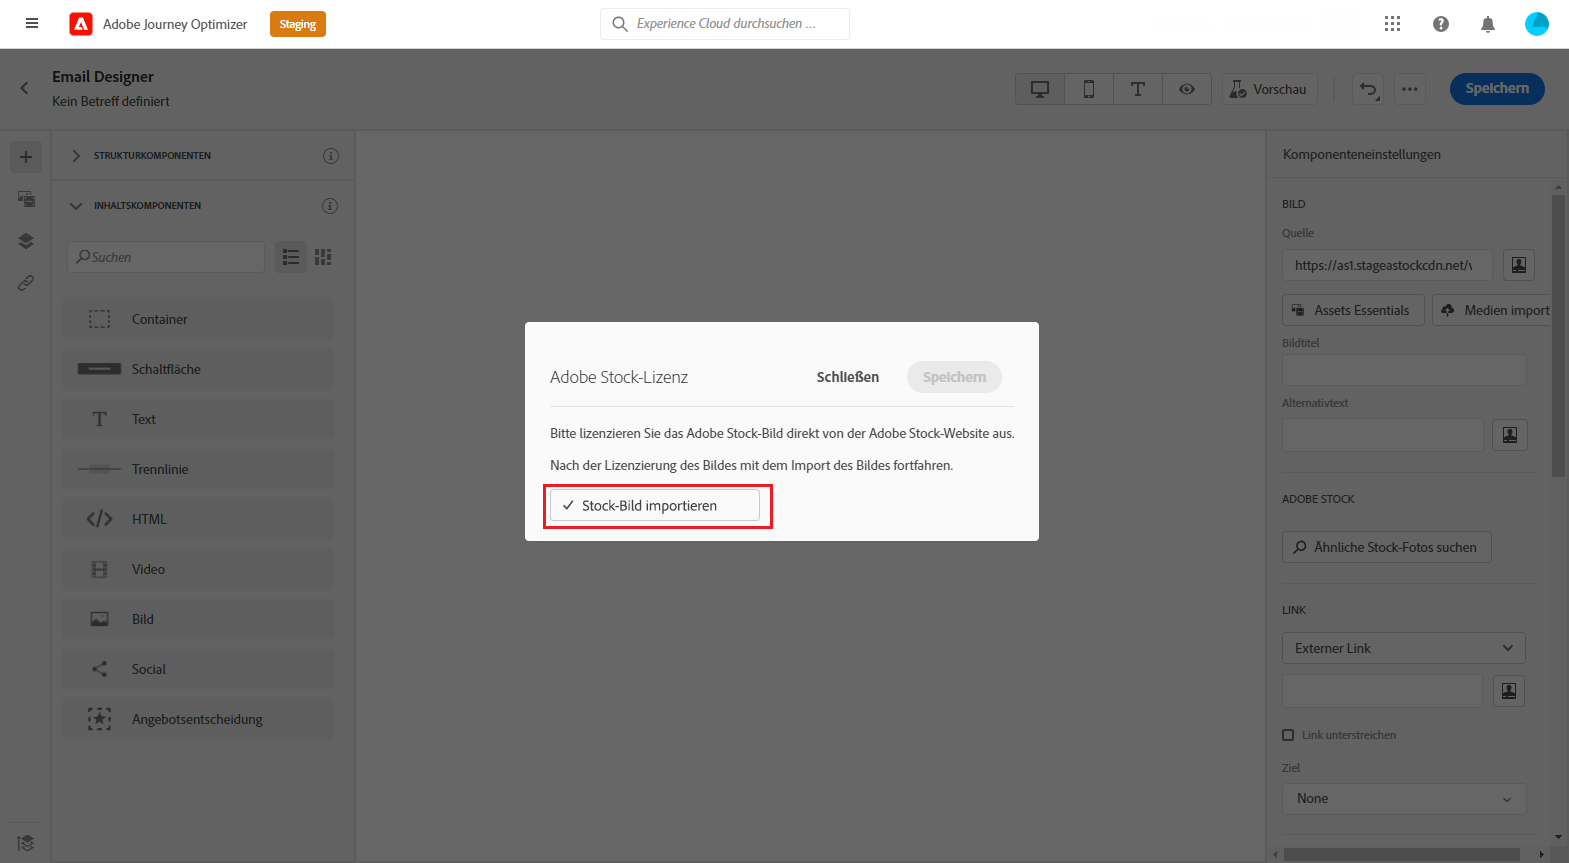 Adobe Journey Optimizer
Staging
Experience Cloud durchsuchen ...
Email Designer
Kein Betreff definiert
Vorschau
Speichern
STRUKTURKOMPONENTEN
INHALTSKOMPONENTEN
Suchen
Container
Schaltfläche
Text
Trennlinie
HTML
Video
Bild
Social
Angebotsentscheidung
Adobe Stock-Lizenz
Schließen
Speichern
Bitte lizenzieren Sie das Adobe Stock-Bild direkt von der Adobe Stock-Website aus.
Nach der Lizenzierung des Bildes mit dem Import des Bildes fortfahren.
Stock-Bild importieren
Komponenteneinstellungen
BILD
Quelle
https://as1.stageastockcdn.net/v
Assets Essentials
Medien import
Bildtitel
Alternativtext
ADOBE STOCK
Ähnliche Stock-Fotos suchen
LINK
Externer Link
Link unterstreichen
Ziel
None